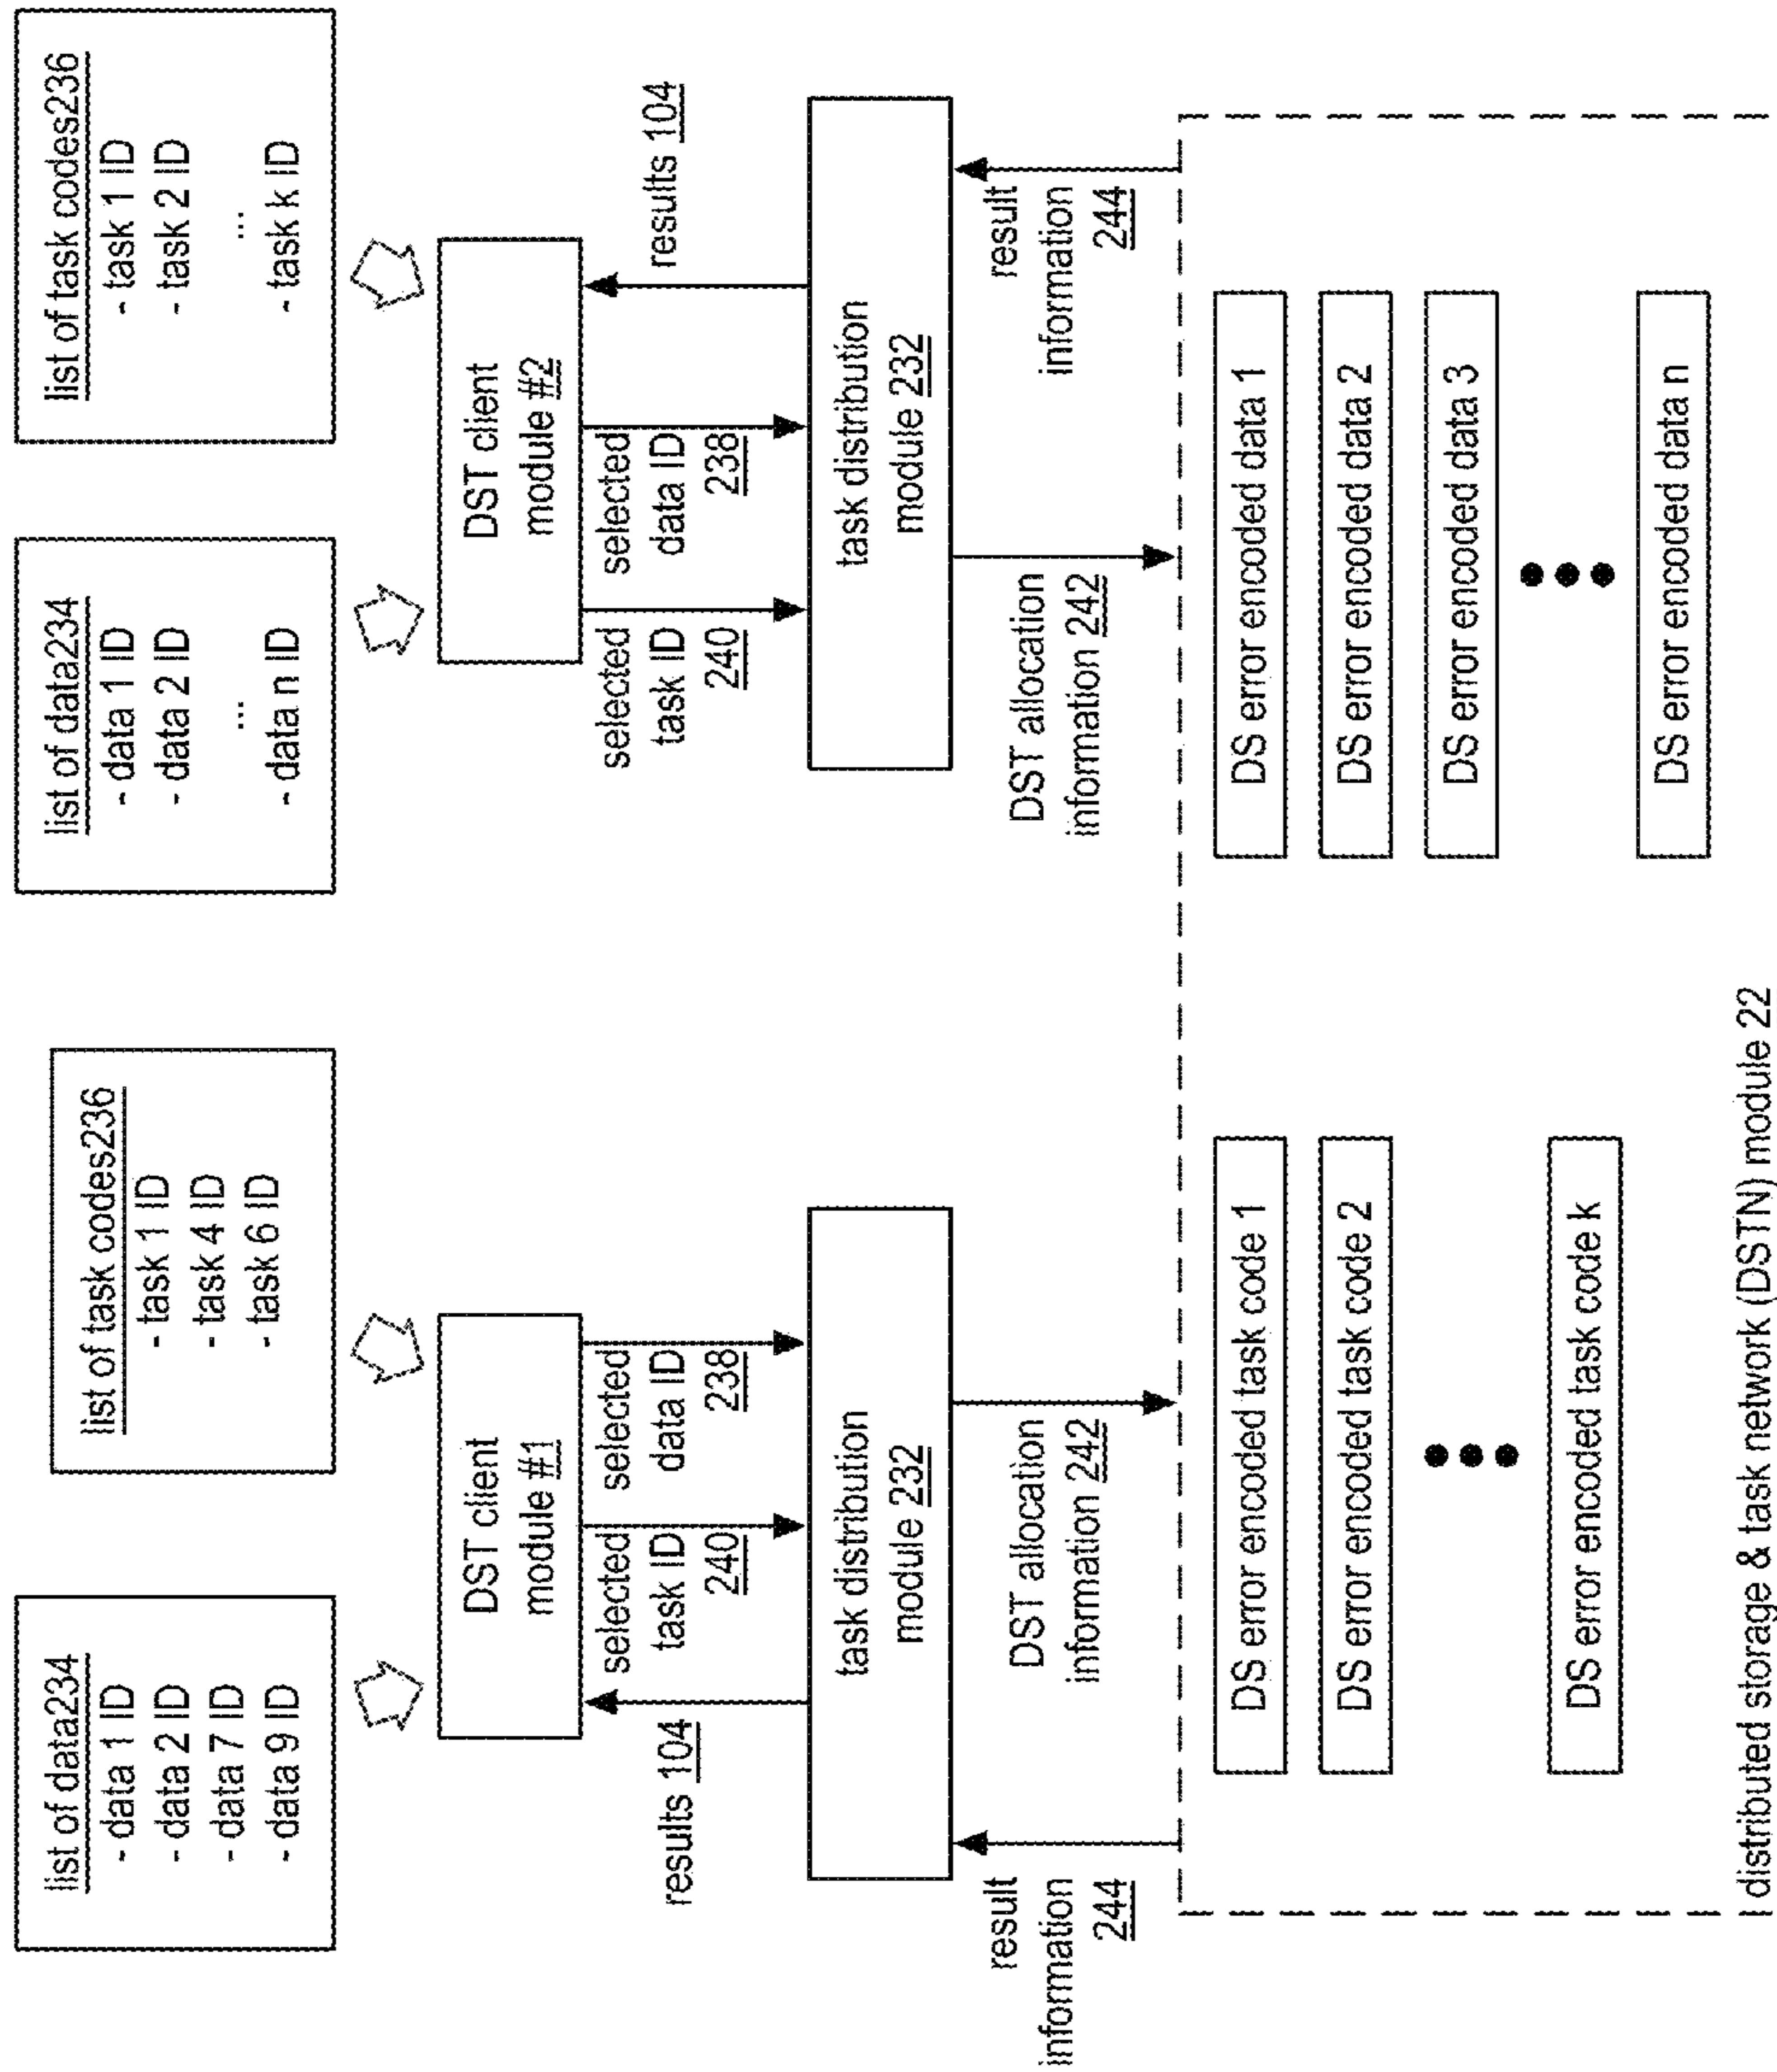 list of data234
- data 1 ID
- data 2 ID
- data 7 ID
- data 9 ID
list of task codes236
- task 1 ID
- task 4 ID
- task 6 ID
list of data234
- data 1 ID
- data 2 ID
...
- data n ID
list of task codes236
- task 1 ID
- task 2 ID
...
- task k ID
DST client
module #1
DST client
module #2
results 104
selected
task ID
240
selected
data ID
238
selected
task ID
240
selected
data ID
238
results 104
task distribution
module 232
task distribution
module 232
result
information
244
DST allocation
information 242
DST allocation
information 242
result
information
244
DS error encoded task code 1
DS error encoded task code 2
DS error encoded task code k
DS error encoded data 1
DS error encoded data 2
DS error encoded data 3
DS error encoded data n
distributed storage & task network (DSTN) module 22